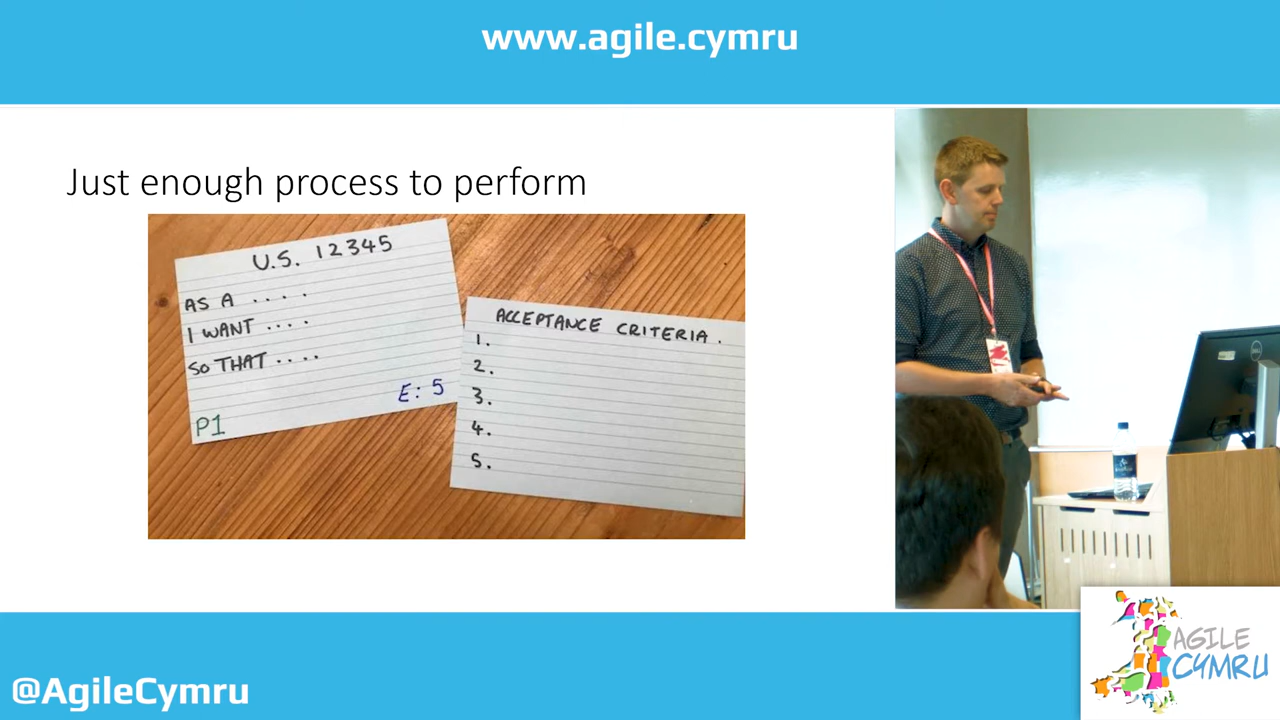 www.agile.cymru
Just enough process to perform
U.S. 12345
AS A ....
I WANT ....
SO THAT ....
E: 5
P1
ACCEPTANCE CRITERIA.
1.
2.
3.
4.
5.
DELL
@AgileCymru
AGILE
CYMRU